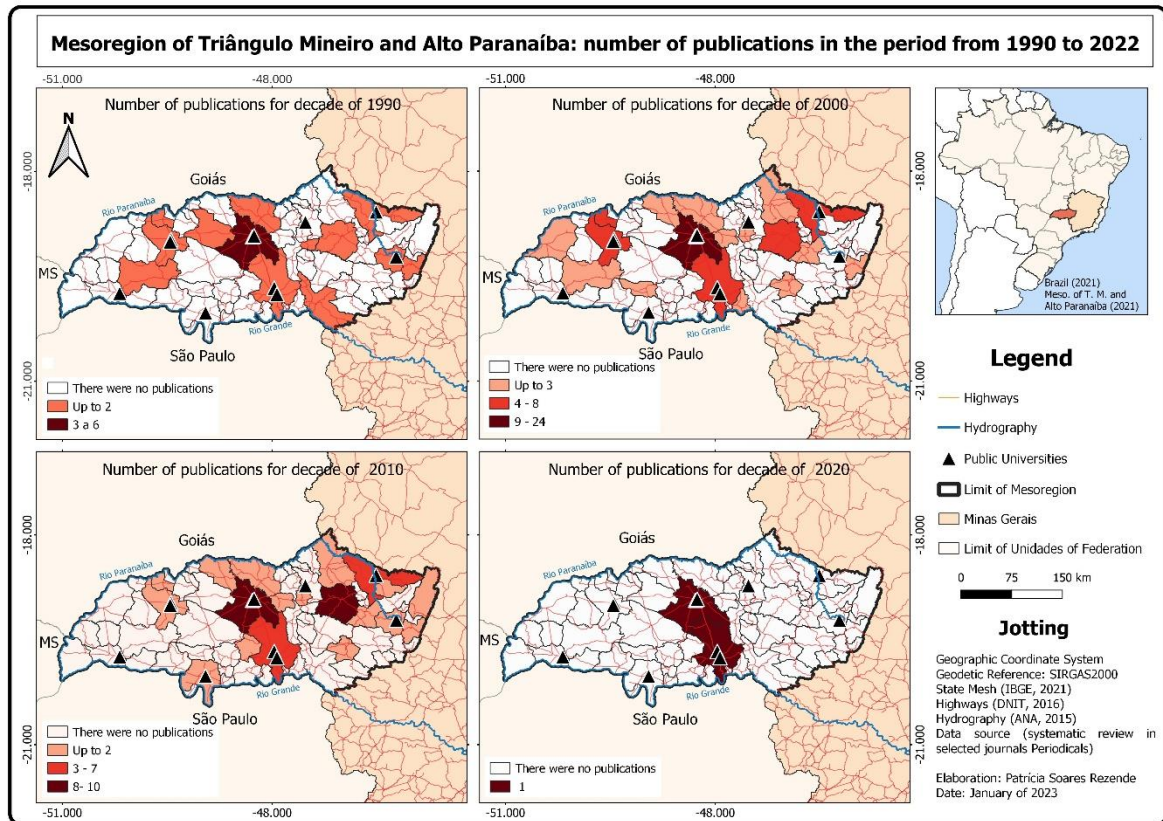 Mesoregion of Triângulo Mineiro and Alto Paranaíba: number of publications in the period from 1990 to 2022
-51.000
-48.000
-51.000
-48.000
Number of publications for decade of 1990
N
Goiás
Rio Paranaíba
MS
Rio Grande
São Paulo
There were no publications
Up to 2
3 a 6
Number of publications for decade of 2000
Goiás
Rio Paranaíba
MS
Rio Grande
São Paulo
There were no publications
Up to 3
4 - 8
9 - 24
-18.000
-21.000
Number of publications for decade of 2010
Goiás
Rio Paranaíba
MS
Rio Grande
São Paulo
There were no publications
Up to 2
3 - 7
8- 10
-51.000
-48.000
Number of publications for decade of 2020
Goiás
Rio Paranaíba
MS
Rio Grande
São Paulo
There were no publications
1
-51.000
-48.000
-18.000
-21.000
Brazil (2021)
Meso. of T. M. and
Alto Paranaíba (2021)
Legend
Highways
Hydrography
Public Universities
Limit of Mesoregion
Minas Gerais
Limit of Unidades of Federation
0 75 150 km
Jotting
Geographic Coordinate System
Geodetic Reference: SIRGAS2000
State Mesh (IBGE, 2021)
Highways (DNIT, 2016)
Hydrography (ANA, 2015)
Data source (systematic review in
selected journals Periodicals)
Elaboration: Patrícia Soares Rezende
Date: January of 2023